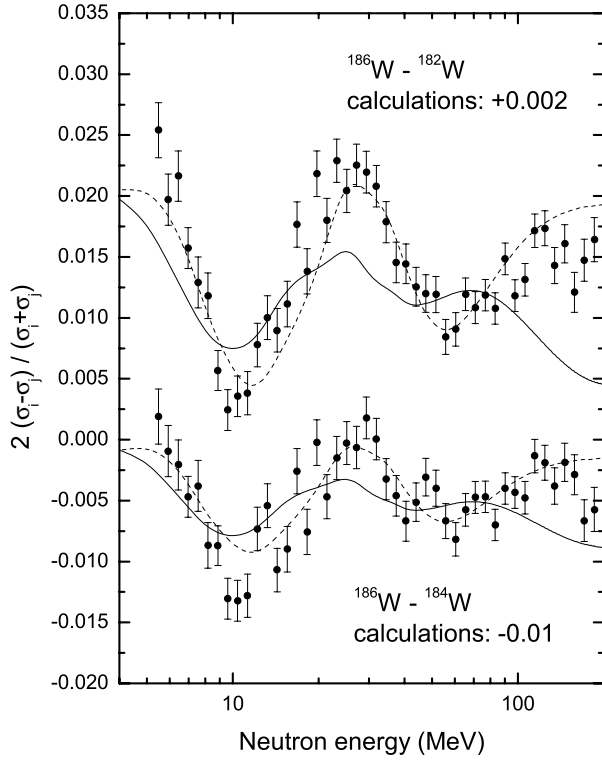 0.035
0.030
0.025
0.020
0.015
0.010
0.005
0.000
-0.005
-0.010
-0.015
-0.020
2 (σi-σj) / (σi+σj)
186W - 182W
calculations: +0.002
186W - 184W
calculations: -0.01
10
100
Neutron energy (MeV)